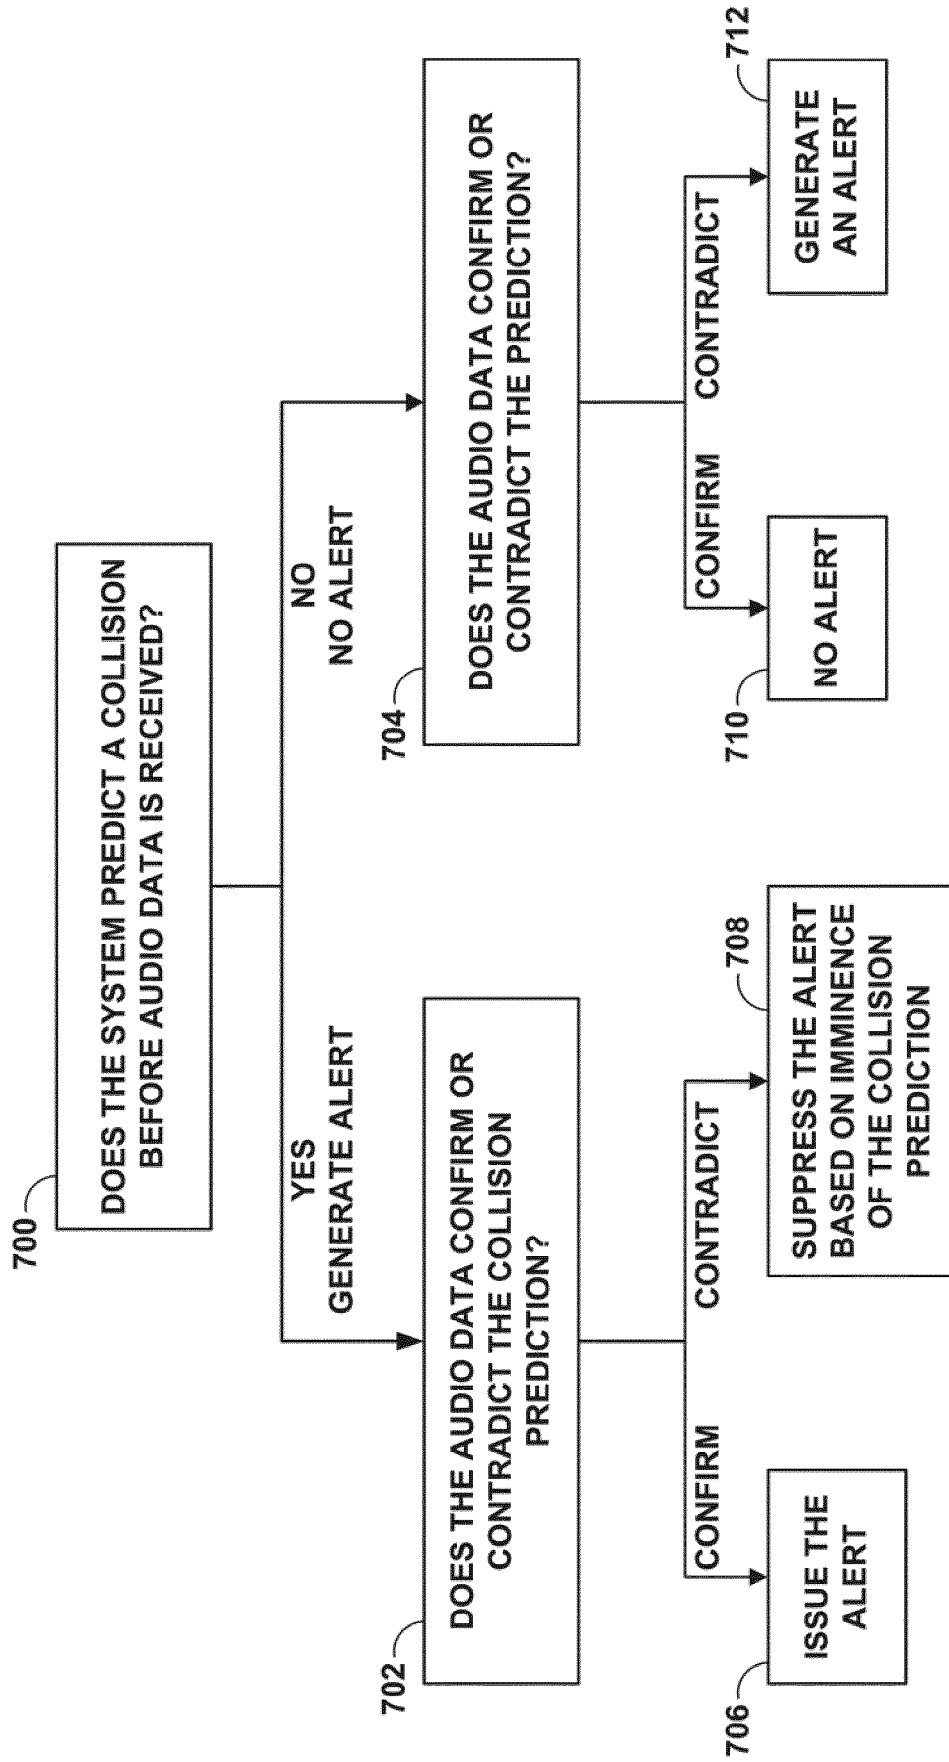 700
DOES THE SYSTEM PREDICT A COLLISION
BEFORE AUDIO DATA IS RECEIVED?
YES
GENERATE ALERT
NO
NO ALERT
702
DOES THE AUDIO DATA CONFIRM OR
CONTRADICT THE COLLISION
PREDICTION?
704
DOES THE AUDIO DATA CONFIRM OR
CONTRADICT THE PREDICTION?
CONFIRM
CONTRADICT
CONFIRM
CONTRADICT
706
ISSUE THE
ALERT
708
SUPPRESS THE ALERT
BASED ON IMMINENCE
OF THE COLLISION
PREDICTION
710
NO ALERT
712
GENERATE
AN ALERT